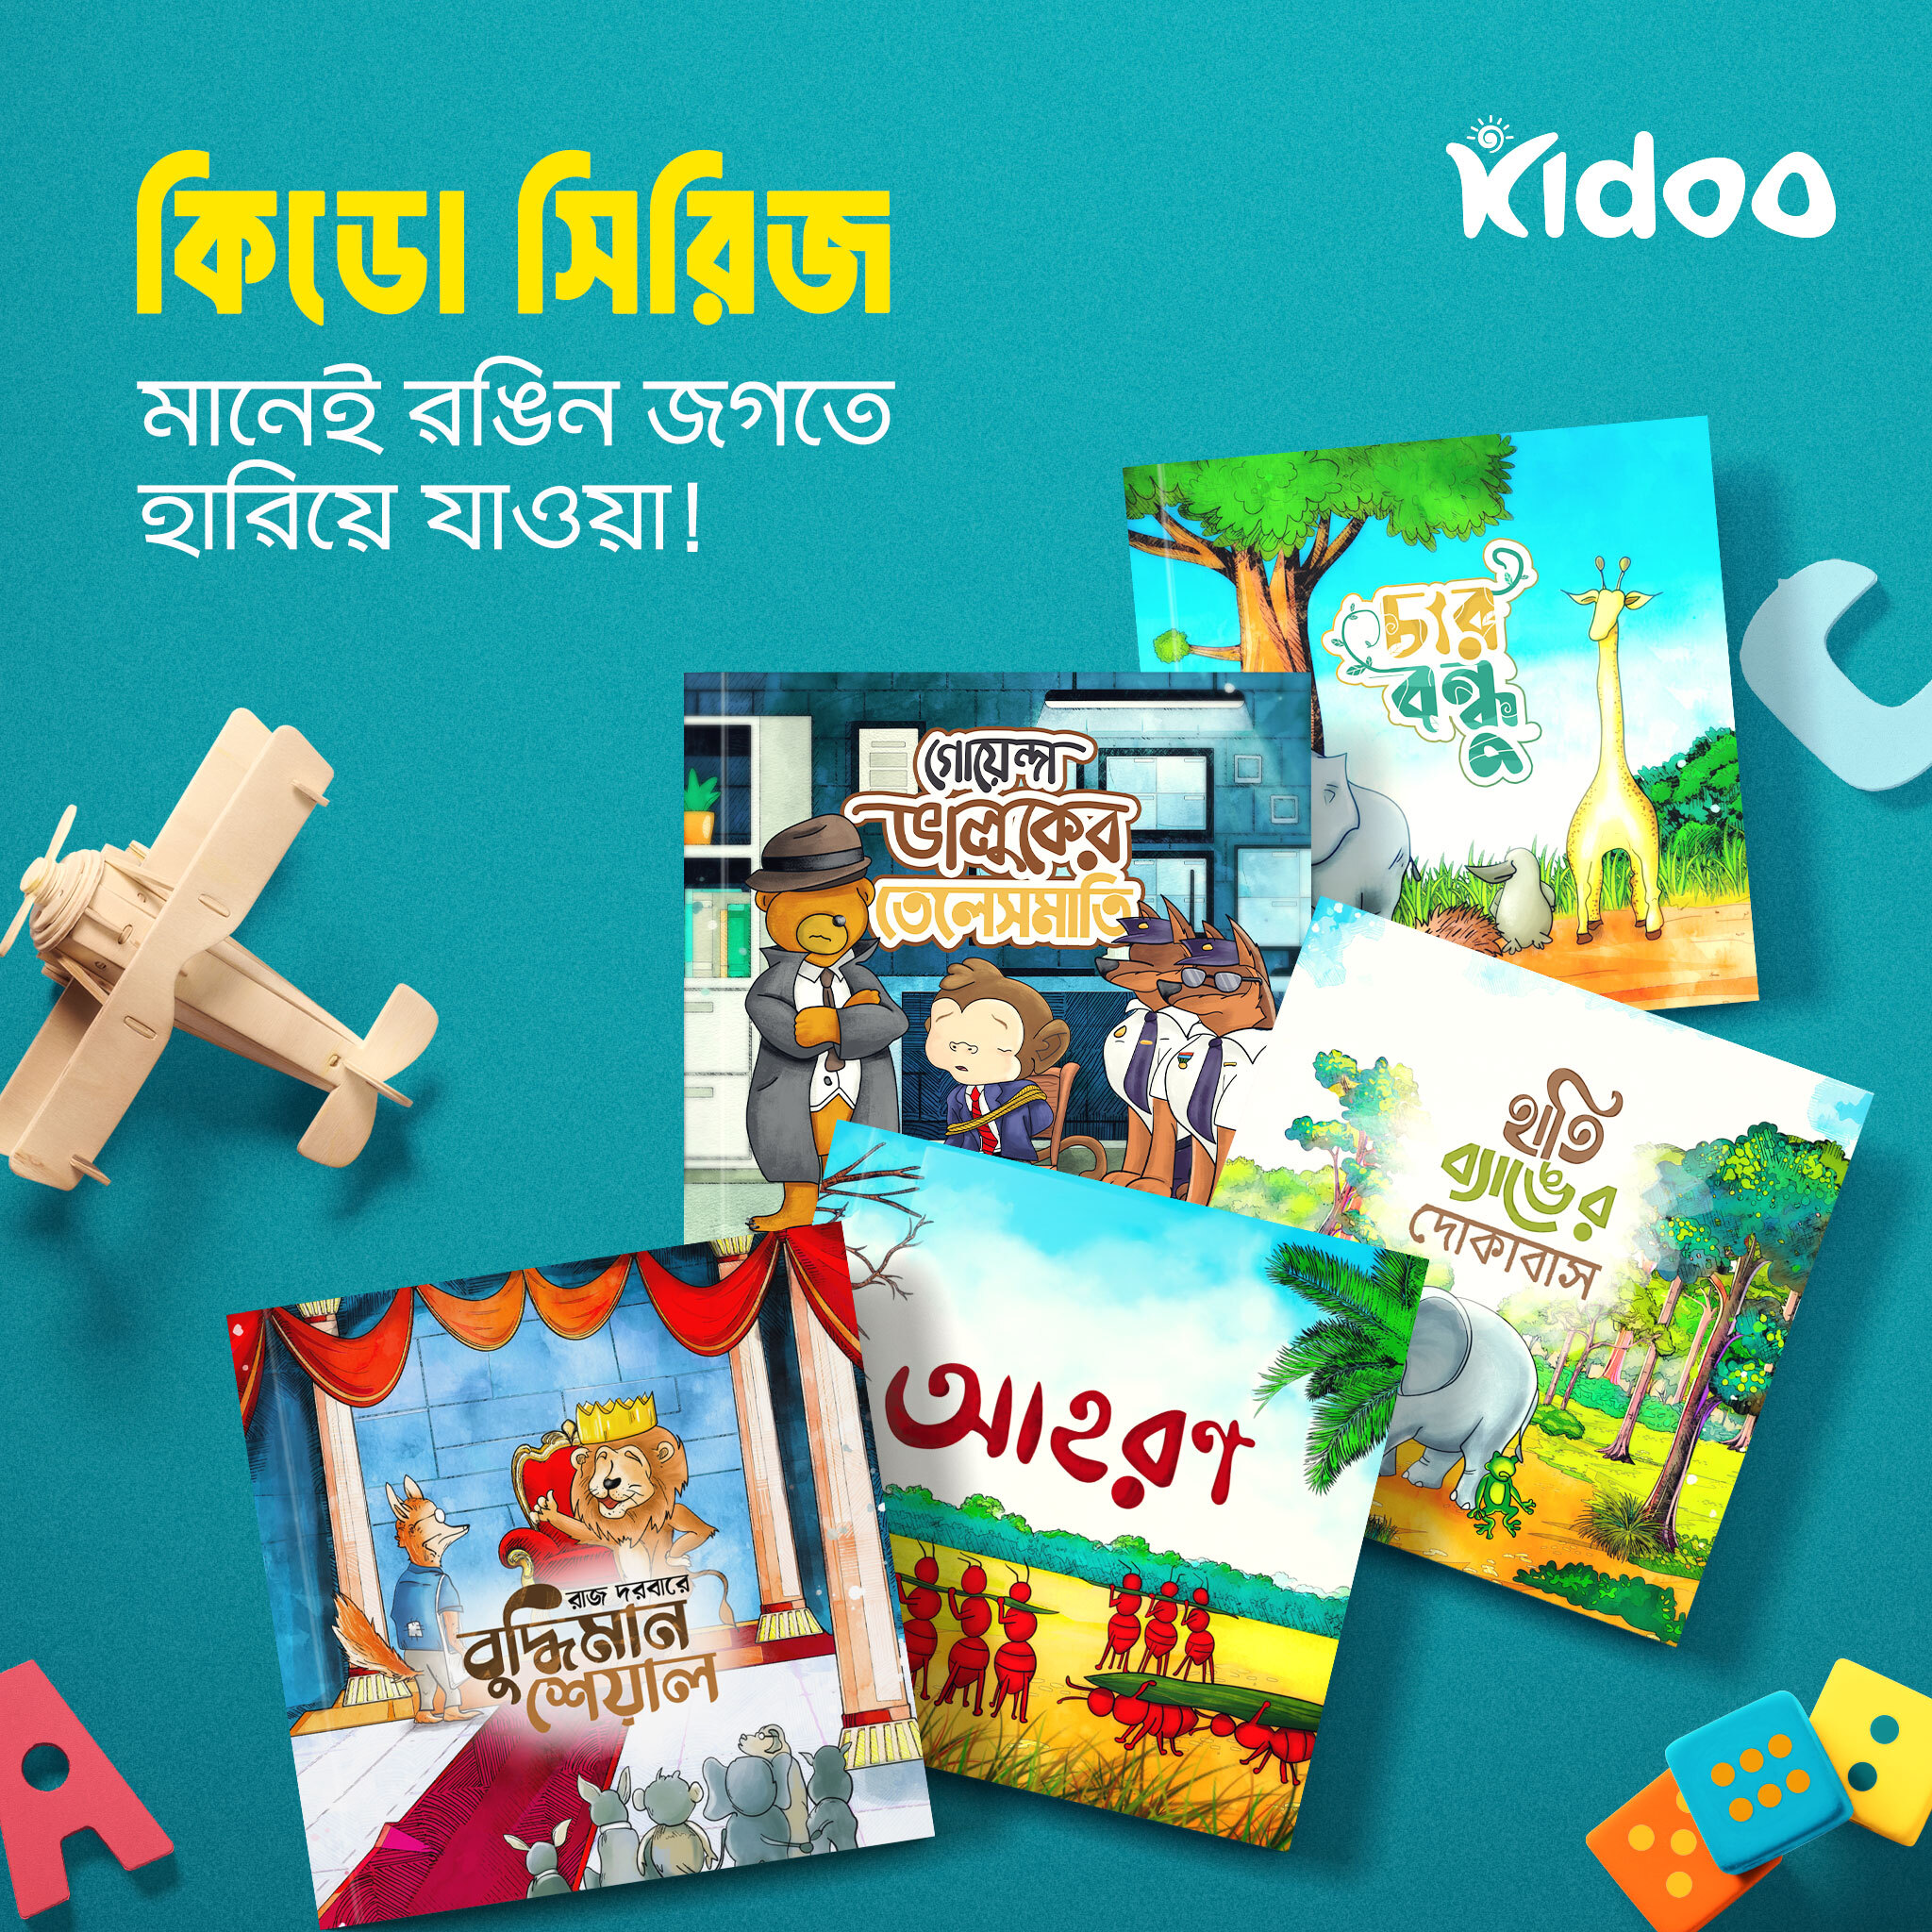 কিডো সিরিজ
মানেই রঙিন জগতে
হারিয়ে যাওয়া!
Kidoo
চার
বন্ধু
গোয়েন্দা
ভালুকের
তেলেসমাতি
হাতি
ব্যাঙের
দোকাবাস
আহরণ
রাজ দরবারে
বুদ্ধিমান
শেয়াল
A